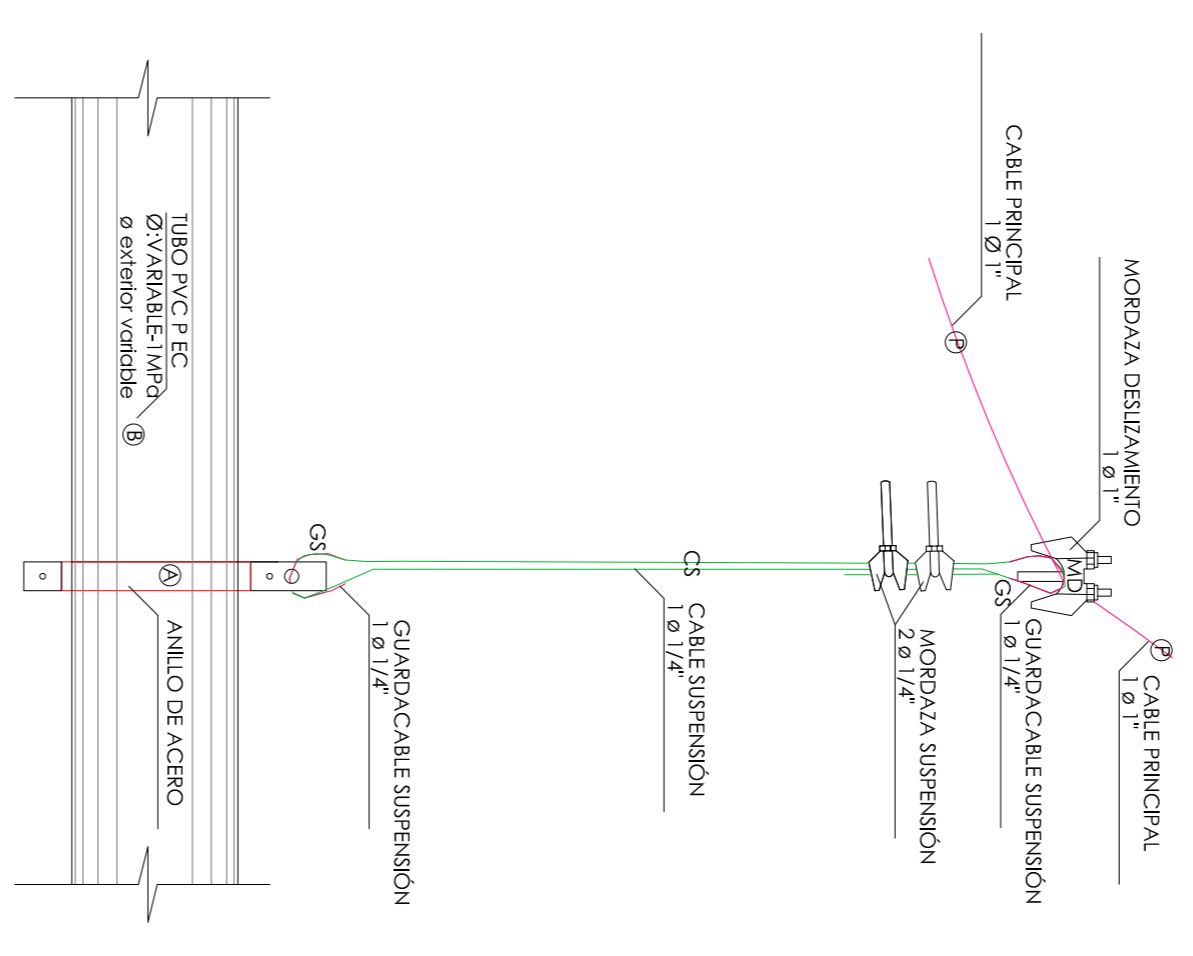 CABLE PRINCIPAL
1 Ø 1"
P
MORDAZA DESLIZAMIENTO
1 ø 1"
MD
P
CABLE PRINCIPAL
1 Ø 1"
GS
GUARDACABLE SUSPENSIÓN
1 ø 1/4"
MORDAZA SUSPENSIÓN
2 ø 1/4"
CS
CABLE SUSPENSIÓN
1 ø 1/4"
GS
GUARDACABLE SUSPENSIÓN
1 ø 1/4"
TUBO PVC P EC
Ø:VARIABLE-1MPa
ø exterior variable
B
A
ANILLO DE ACERO